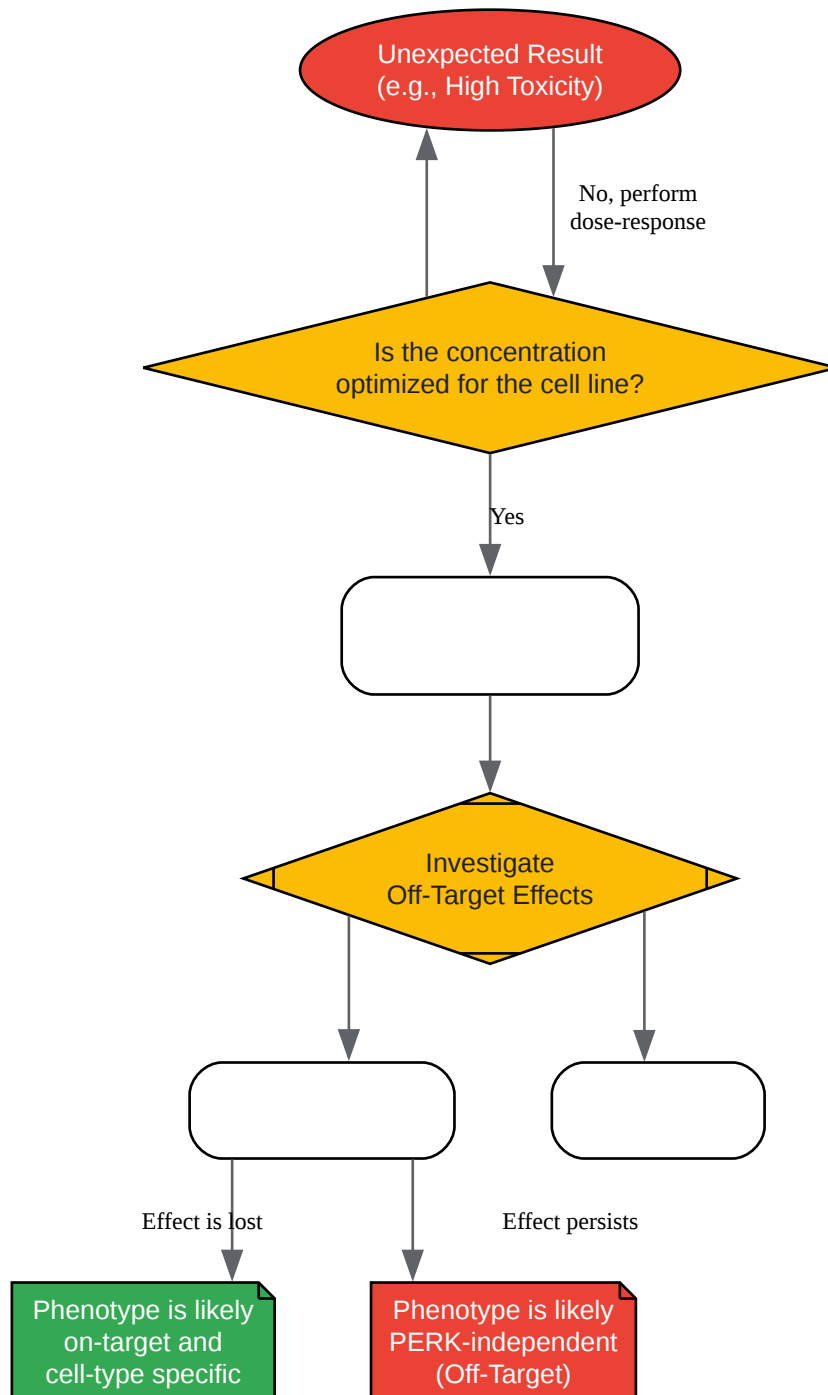 Unexpected Result
(e.g., High Toxicity)
No, perform
dose-response
Is the concentration
optimized for the cell line?
Yes
Investigate
Off-Target Effects
Effect is lost
Effect persists
Phenotype is likely
on-target and
cell-type specific
Phenotype is likely
PERK-independent
(Off-Target)